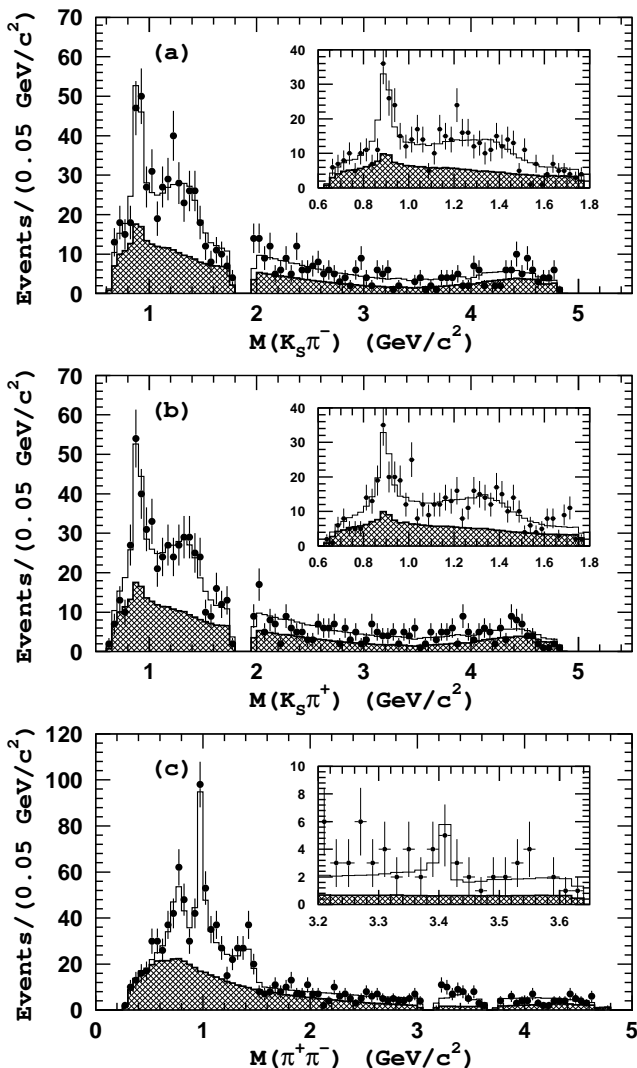 Events/(0.05 GeV/c²)
(a)
70
60
50
40
30
20
10
0
40
30
20
10
0
0.6 0.8 1 1.2 1.4 1.6 1.8
1 2 3 4 5
M(K_Sπ⁻) (GeV/c²)
Events/(0.05 GeV/c²)
(b)
70
60
50
40
30
20
10
0
40
30
20
10
0
0.6 0.8 1 1.2 1.4 1.6 1.8
1 2 3 4 5
M(K_Sπ⁺) (GeV/c²)
Events/(0.05 GeV/c²)
(c)
120
100
80
60
40
20
0
10
8
6
4
2
0
3.2 3.3 3.4 3.5 3.6
0 1 2 3 4 5
M(π⁺π⁻) (GeV/c²)